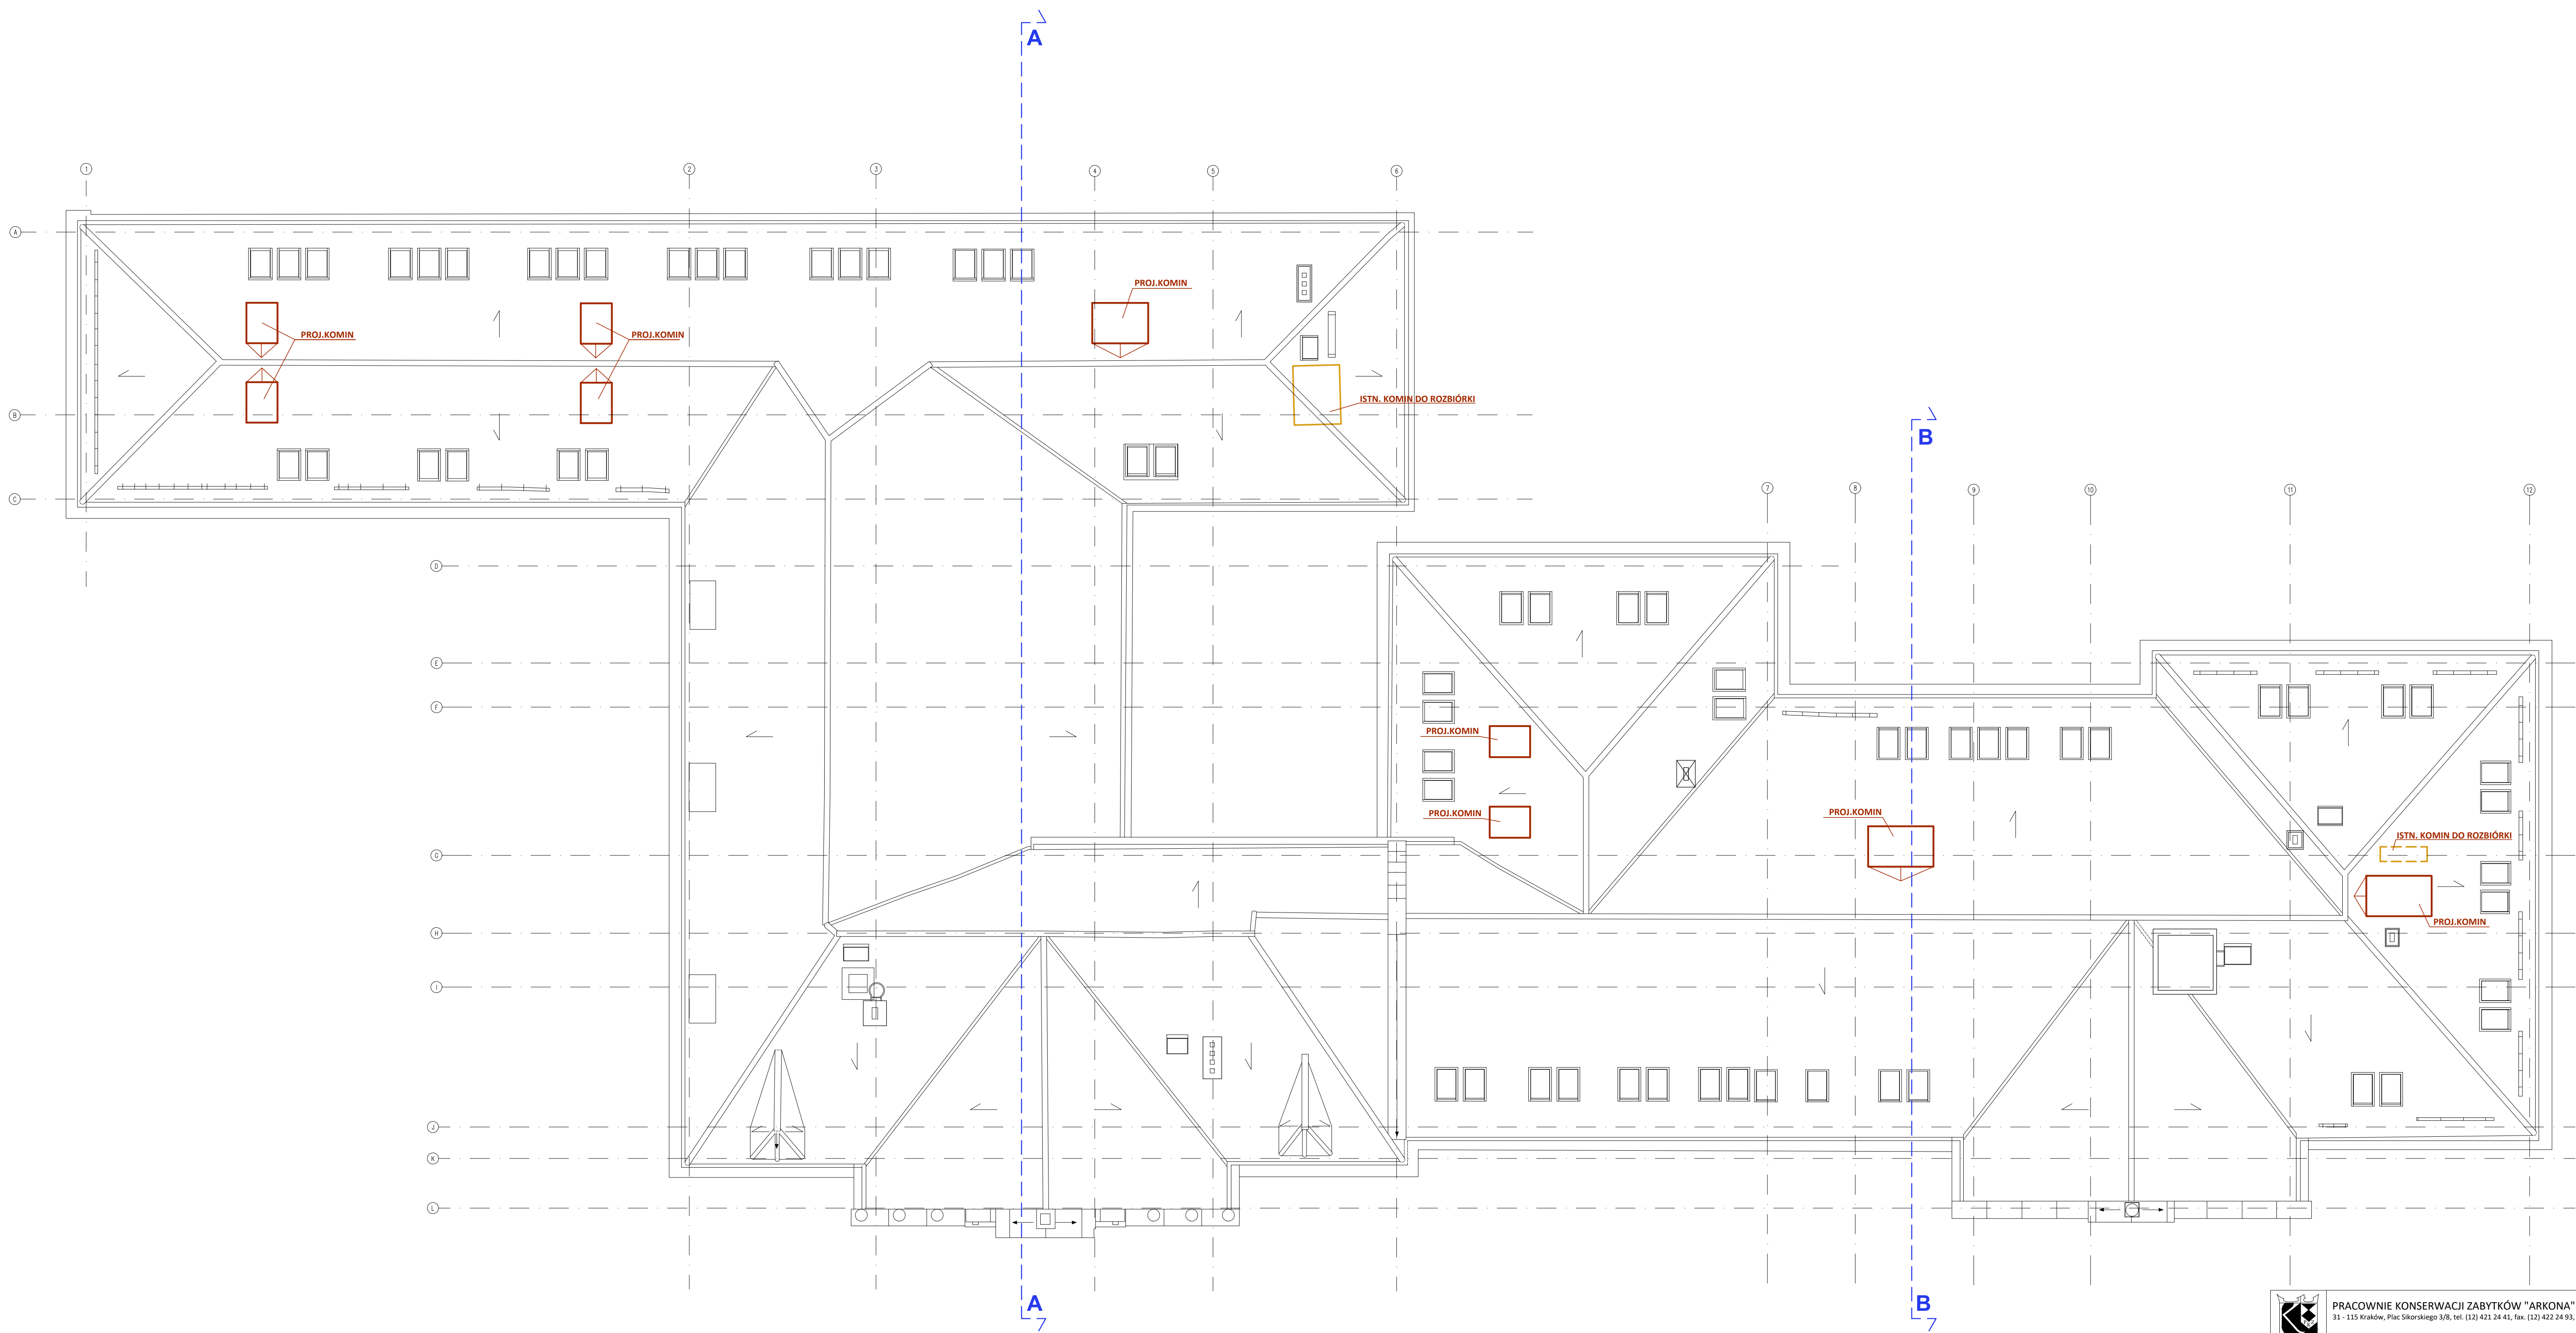 A
1
2
3
4
5
6
A
PROJ.KOMIN
PROJ.KOMIN
PROJ.KOMIN
ISTN. KOMIN DO ROZBIÓRKI
B
B
C
7
8
9
10
11
12
D
E
F
PROJ.KOMIN
PROJ.KOMIN
PROJ.KOMIN
ISTN. KOMIN DO ROZBIÓRKI
G
PROJ.KOMIN
H
I
J
K
L
A
B
PRACOWNIE KONSERWACJI ZABYTKÓW "ARKONA"
31 - 115 Kraków, Plac Sikorskiego 3/8, tel. (12) 421 24 41, fax. (12) 422 24 93,